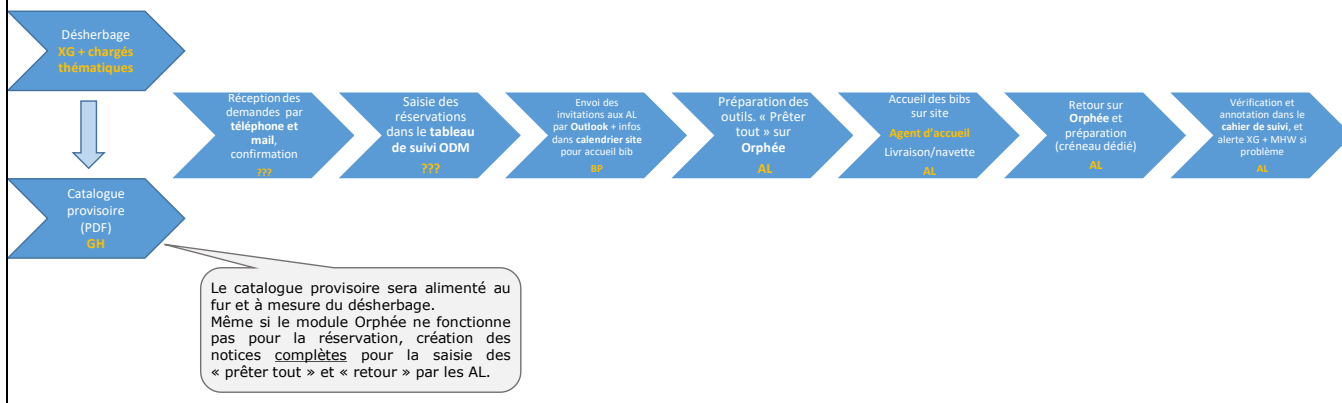 Désherbage
XG + chargés
thématiques
Réception des
demandes par
téléphone et
mail,
confirmation
???
Saisie des
réservations
dans le tableau
de suivi ODM
???
Envoi des
invitations aux AL
par Outlook + infos
dans calendrier site
pour accueil bib
BP
Préparation des
outils. « Prêter
tout » sur
Orphée
AL
Accueil des bibs
sur site
Agent d’accueil
Livraison/navette
AL
Retour sur
Orphée et
préparation
(créneau dédié)
AL
Vérification et
annotation dans le
cahier de suivi, et
alerte XG + MHW si
problème
AL
Catalogue
provisoire
(PDF)
GH
Le catalogue provisoire sera alimenté au
fur et à mesure du désherbage.
Même si le module Orphée ne fonctionne
pas pour la réservation, création des
notices complètes pour la saisie des
« prêter tout » et « retour » par les AL.